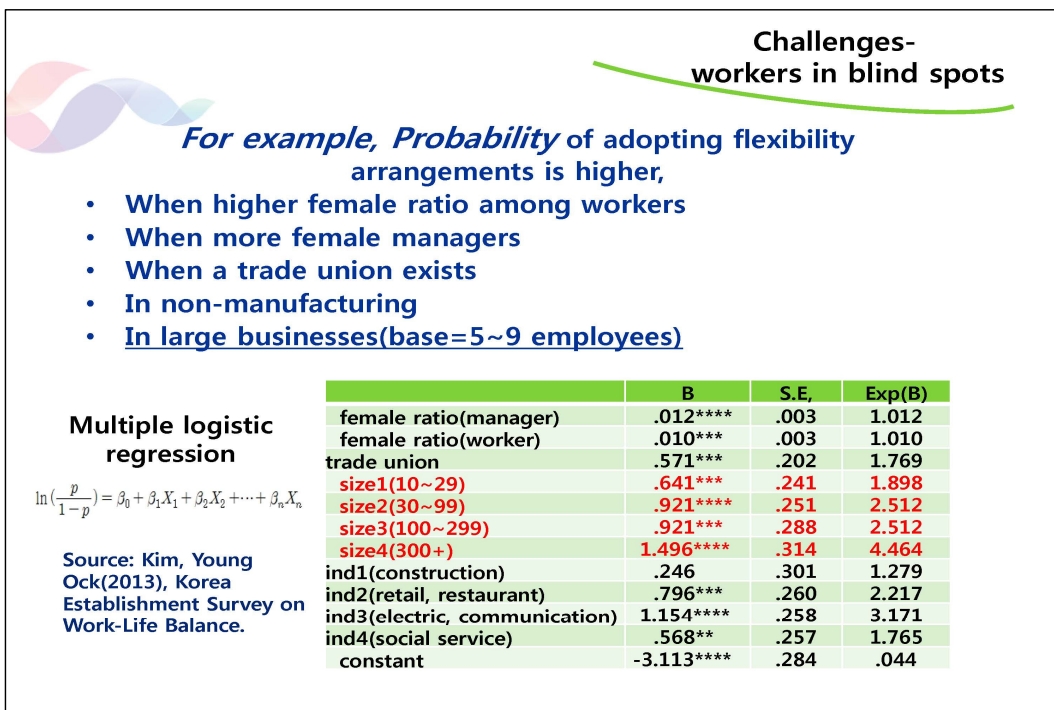 Challenges-
workers in blind spots
For example, Probability of adopting flexibility
arrangements is higher,
• When higher female ratio among workers
• When more female managers
• When a trade union exists
• In non-manufacturing
• In large businesses(base=5~9 employees)
Multiple logistic
regression
ln(p/1−p) = β0 + β1X1 + β2X2 + ⋯ + βnXn
Source: Kim, Young
Ock(2013), Korea
Establishment Survey on
Work-Life Balance.
B S.E, Exp(B)
female ratio(manager) .012**** .003 1.012
female ratio(worker) .010*** .003 1.010
trade union .571*** .202 1.769
size1(10~29) .641*** .241 1.898
size2(30~99) .921**** .251 2.512
size3(100~299) .921*** .288 2.512
size4(300+) 1.496**** .314 4.464
ind1(construction) .246 .301 1.279
ind2(retail, restaurant) .796*** .260 2.217
ind3(electric, communication) 1.154**** .258 3.171
ind4(social service) .568** .257 1.765
constant -3.113**** .284 .044